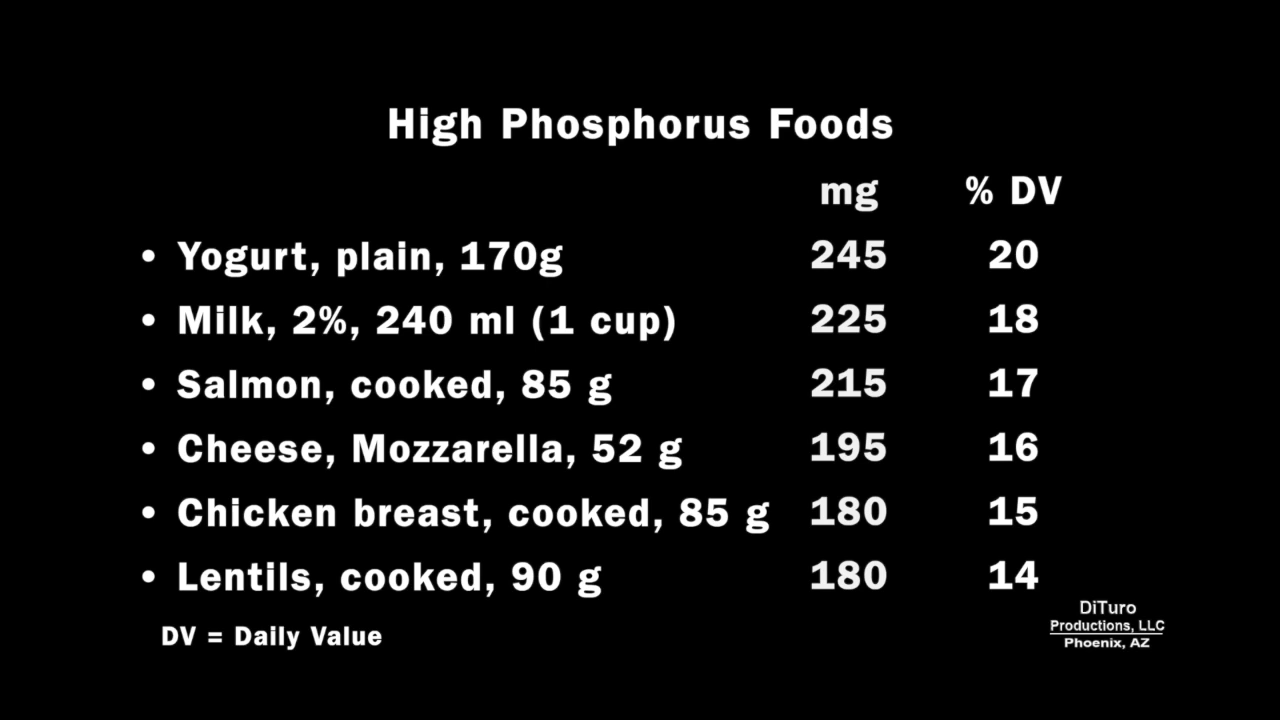 High Phosphorus Foods
mg % DV
• Yogurt, plain, 170g 245 20
• Milk, 2%, 240 ml (1 cup) 225 18
• Salmon, cooked, 85 g 215 17
• Cheese, Mozzarella, 52 g 195 16
• Chicken breast, cooked, 85 g 180 15
• Lentils, cooked, 90 g 180 14
DV = Daily Value
DiTuro
Productions, LLC
Phoenix, AZ